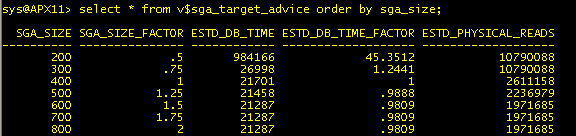 sys@APX11> select * from v$sga_target_advice order by sga_size;
SGA_SIZE SGA_SIZE_FACTOR ESTD_DB_TIME ESTD_DB_TIME_FACTOR ESTD_PHYSICAL_READS
200 .5 984166 45.3512 10790088
300 .75 26998 1.2441 10790088
400 1 21701 1 2611158
500 1.25 21458 .9888 2236979
600 1.5 21287 .9809 1971685
700 1.75 21287 .9809 1971685
800 2 21287 .9809 1971685